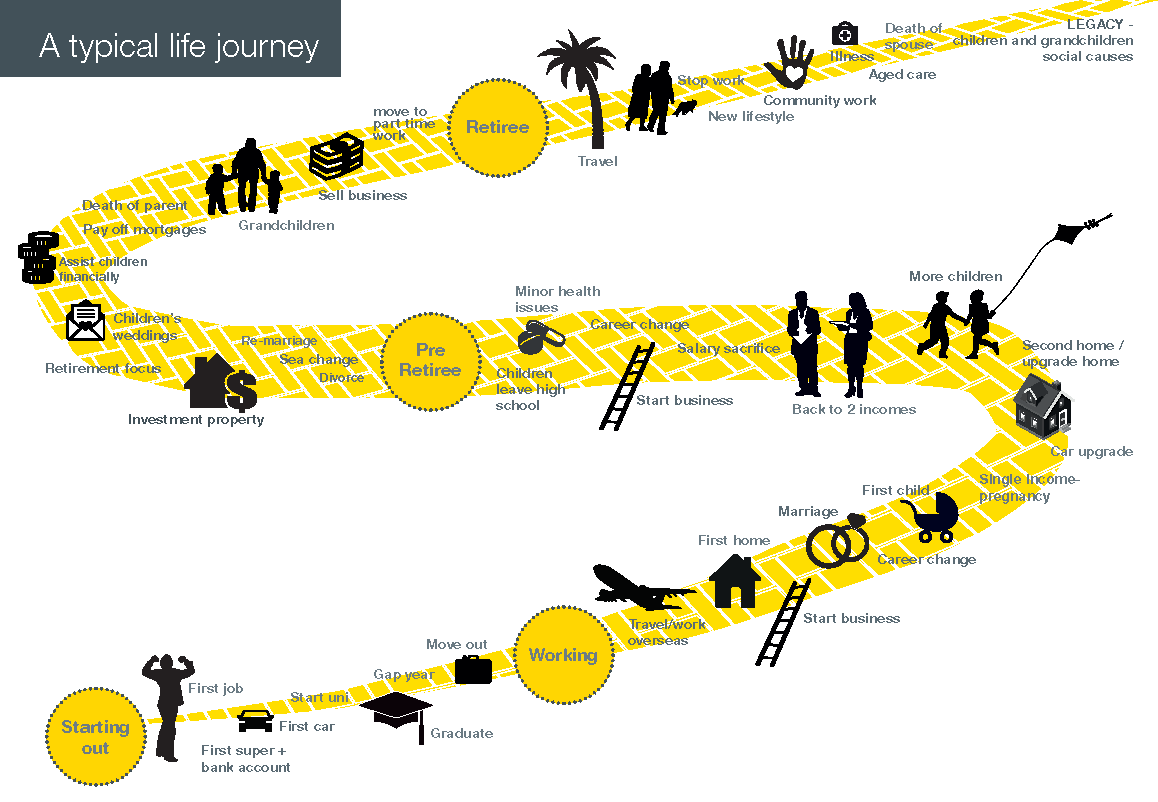 A typical life journey
LEGACY -
children and grandchildren
social causes
Death of
spouse
Illness
Aged care
Community work
Stop work
New lifestyle
Travel
Retiree
move to
part time
work
Sell business
Grandchildren
Death of parent
Pay off mortgages
Assist children
financially
Children's
weddings
Retirement focus
Investment property
Re-marriage
Sea change
Divorce
Pre
Retiree
Minor health
issues
Children
leave high
school
Career change
Start business
Salary sacrifice
Back to 2 incomes
More children
Second home /
upgrade home
Car upgrade
Single income-
pregnancy
First child
Career change
Marriage
Start business
First home
Travel/work
overseas
Working
Move out
Gap year
Graduate
Start uni
First car
First job
First super +
bank account
Starting
out